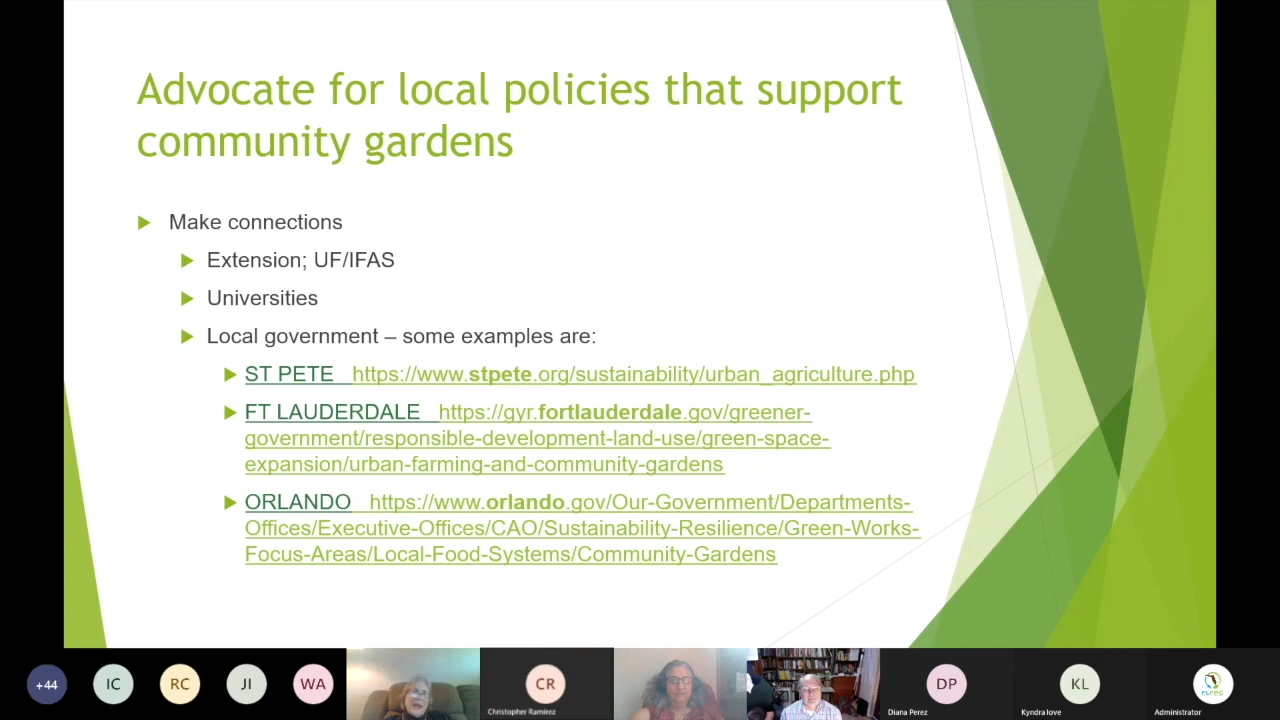 Advocate for local policies that support
community gardens
Make connections
Extension; UF/IFAS
Universities
Local government – some examples are:
ST PETE https://www.stpete.org/sustainability/urban_agriculture.php
FT LAUDERDALE https://gyr.fortlauderdale.gov/greener-
government/responsible-development-land-use/green-space-
expansion/urban-farming-and-community-gardens
ORLANDO https://www.orlando.gov/Our-Government/Departments-
Offices/Executive-Offices/CAO/Sustainability-Resilience/Green-Works-
Focus-Areas/Local-Food-Systems/Community-Gardens
+44 IC RC JI WA CR DP KL FLFPC
Christopher Ramirez Diana Perez Kyndra love Administrator